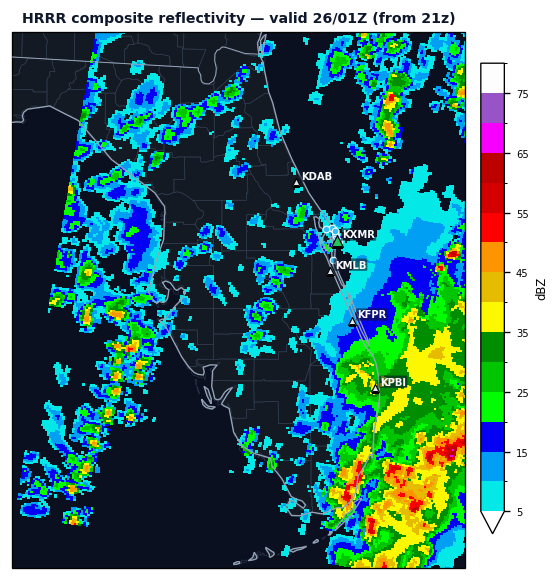 HRRR composite reflectivity — valid 26/01Z (from 21z)
KDAB
KXMR
KMLB
KFPR
KPBI
75
65
55
45
35
25
15
5
dBZ